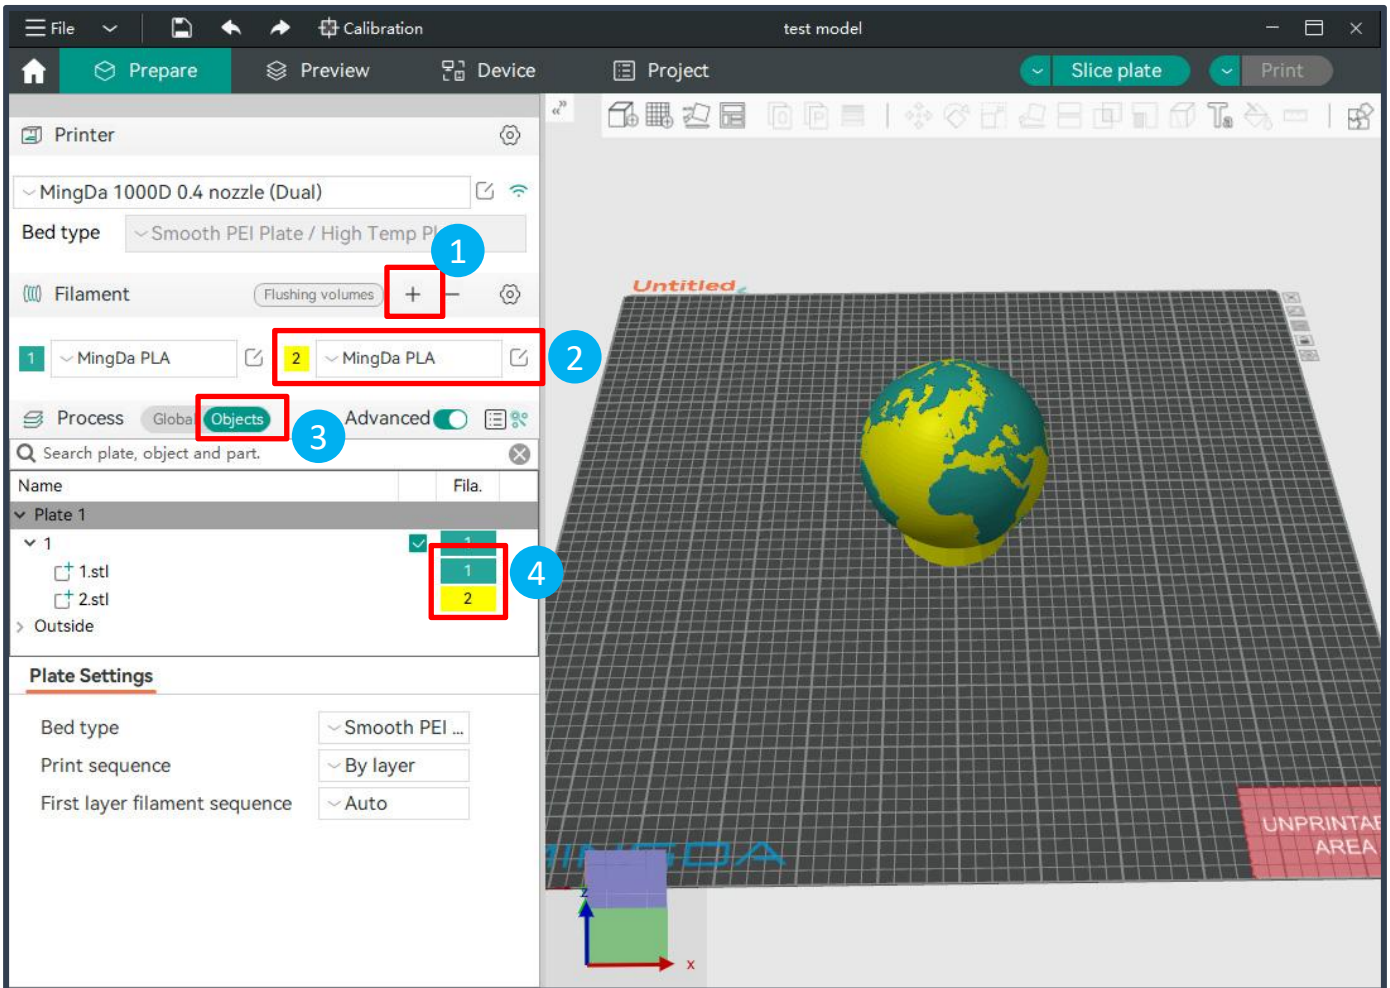 File
Calibration
test model
Prepare
Preview
Device
Project
Slice plate
Print
Printer
MingDa 1000D 0.4 nozzle (Dual)
Bed type
Smooth PEI Plate / High Temp Pl
1
Filament
Flushing volumes
1
MingDa PLA
2
MingDa PLA
2
Process
Global
Objects
3
Advanced
Search plate, object and part.
Name
Fila.
Plate 1
1
1
1.stl
1
4
2.stl
2
Outside
Plate Settings
Bed type
Smooth PEI ...
Print sequence
By layer
First layer filament sequence
Auto
Untitled
UNPRINTAB
AREA
MINGDA
z
x